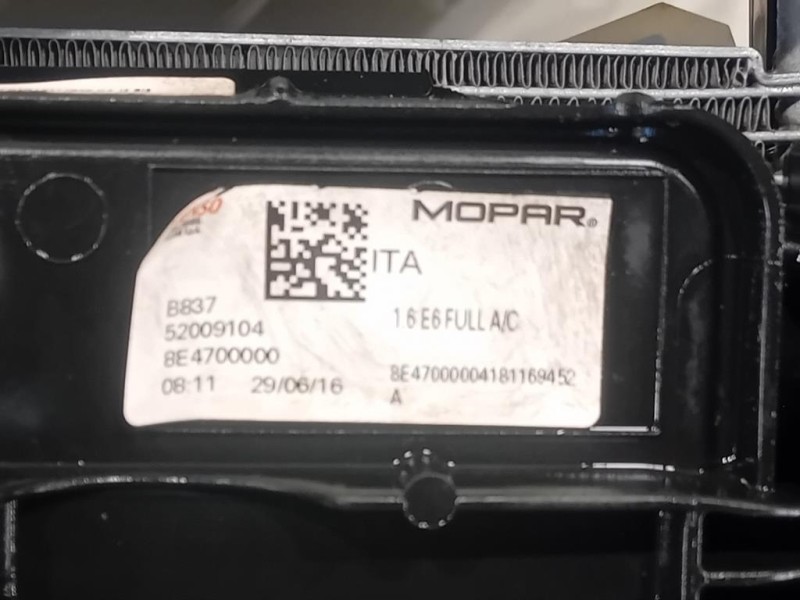 MOPAR®
ITA
B837
52009104
8E4700000
08:11 29/06/16
1 6 E6 FULL A/C
8E47000004181169452
A